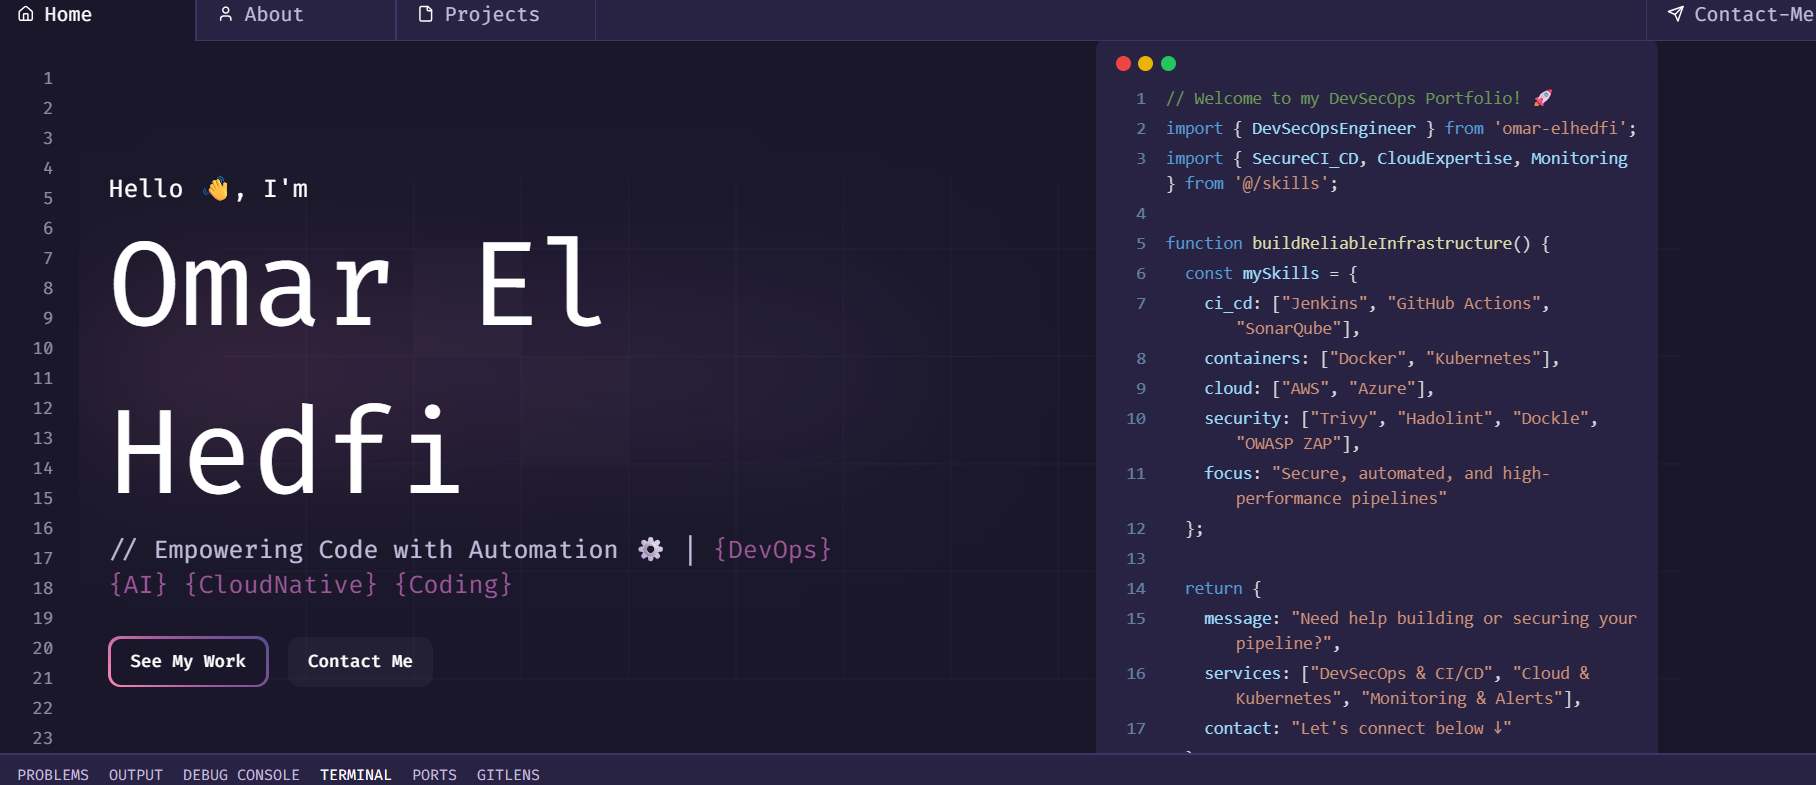 Home
About
Projects
Contact-Me
1
2
3
4
5
6
7
8
9
10
11
12
13
14
15
16
17
18
19
20
21
22
23
Hello 👋, I'm
Omar El
Hedfi
// Empowering Code with Automation ⚙ | {DevOps}
{AI} {CloudNative} {Coding}
See My Work
Contact Me
1 // Welcome to my DevSecOps Portfolio! 🚀
2 import { DevSecOpsEngineer } from 'omar-elhedfi';
3 import { SecureCI_CD, CloudExpertise, Monitoring
} from '@/skills';
4
5 function buildReliableInfrastructure() {
6 const mySkills = {
7 ci_cd: ["Jenkins", "GitHub Actions",
"SonarQube"],
8 containers: ["Docker", "Kubernetes"],
9 cloud: ["AWS", "Azure"],
10 security: ["Trivy", "Hadolint", "Dockle",
"OWASP ZAP"],
11 focus: "Secure, automated, and high-
performance pipelines"
12 };
13
14 return {
15 message: "Need help building or securing your
pipeline?",
16 services: ["DevSecOps & CI/CD", "Cloud &
Kubernetes", "Monitoring & Alerts"],
17 contact: "Let's connect below ↓"
PROBLEMS OUTPUT DEBUG CONSOLE TERMINAL PORTS GITLENS